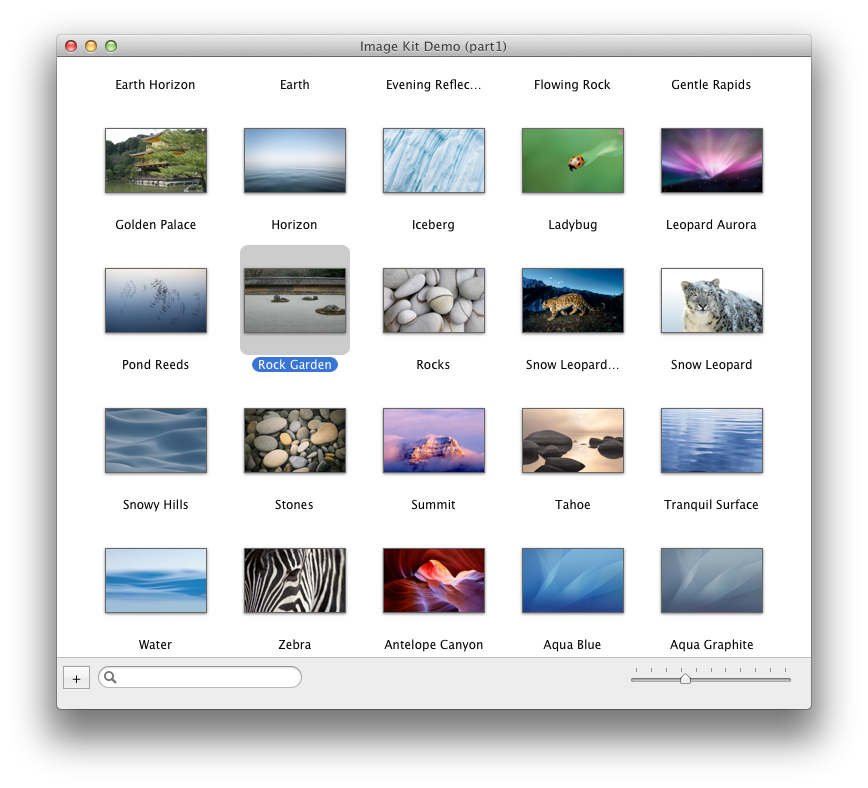 Image Kit Demo (part1)
Earth Horizon Earth Evening Reflec... Flowing Rock Gentle Rapids
Golden Palace Horizon Iceberg Ladybug Leopard Aurora
Pond Reeds Rock Garden Rocks Snow Leopard... Snow Leopard
Snowy Hills Stones Summit Tahoe Tranquil Surface
Water Zebra Antelope Canyon Aqua Blue Aqua Graphite
+